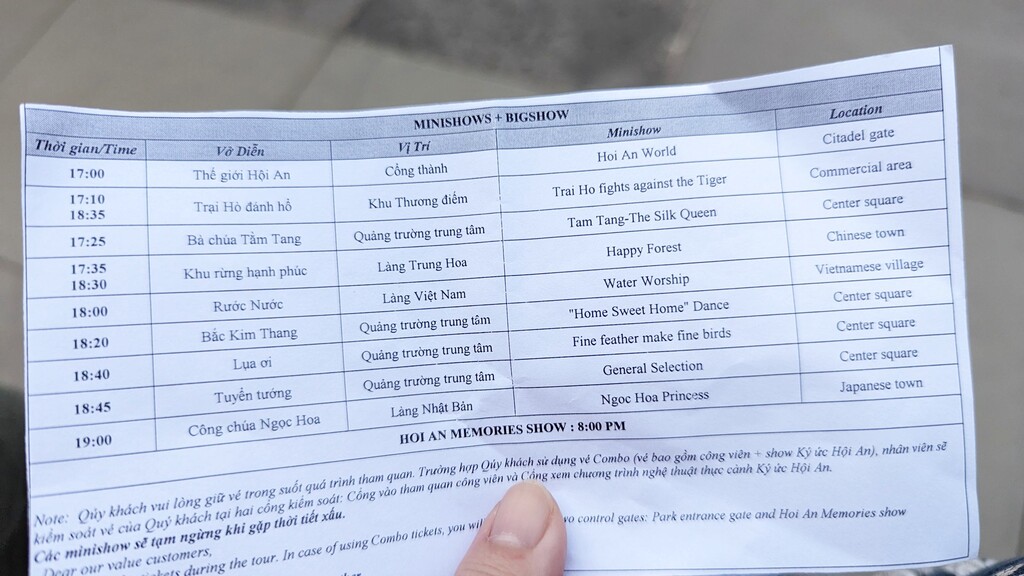 MINISHOWS + BIGSHOW
Thời gian/Time Vở Diễn Vị Trí Minishow Location
17:00 Thế giới Hội An Cổng thành Hoi An World Citadel gate
17:10 18:35 Trại Hò đánh hổ Khu Thương điếm Trai Ho fights against the Tiger Commercial area
17:25 Bà chúa Tằm Tang Quảng trường trung tâm Tam Tang-The Silk Queen Center square
17:35 18:30 Khu rừng hạnh phúc Làng Trung Hoa Happy Forest Chinese town
18:00 Rước Nước Làng Việt Nam Water Worship Vietnamese village
18:20 Bắc Kim Thang Quảng trường trung tâm "Home Sweet Home" Dance Center square
18:40 Lụa ơi Quảng trường trung tâm Fine feather make fine birds Center square
18:45 Tuyển tướng Quảng trường trung tâm General Selection Center square
19:00 Công chúa Ngọc Hoa Làng Nhật Bản Ngoc Hoa Princess Japanese town
HOI AN MEMORIES SHOW : 8:00 PM
Note: Qúy khách vui lòng giữ vé trong suốt quá trình tham quan. Trường hợp Qúy khách sử dụng vé Combo (vé bao gồm công viên + show Ký ức Hội An), nhân viên sẽ
kiểm soát vé của Quý khách tại hai cổng kiểm soát: Cổng vào tham quan công viên và Cổng xem chương trình nghệ thuật thực cảnh Ký ức Hội An.
Các minishow sẽ tạm ngừng khi gặp thời tiết xấu.
Dear our value customers,
tickets during the tour. In case of using Combo tickets, you will two control gates: Park entrance gate and Hoi An Memories show